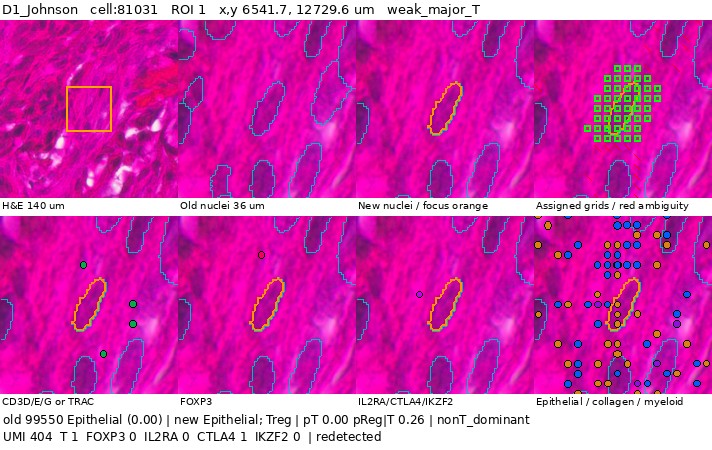 D1_Johnson cell:81031 ROI 1 x,y 6541.7, 12729.6 um weak_major_T
H&E 140 um
Old nuclei 36 um
New nuclei / focus orange
Assigned grids / red ambiguity
CD3D/E/G or TRAC
FOXP3
IL2RA/CTLA4/IKZF2
Epithelial / collagen / myeloid
old 99550 Epithelial (0.00) | new Epithelial; Treg | pT 0.00 pReg|T 0.26 | nonT_dominant
UMI 404 T 1 FOXP3 0 IL2RA 0 CTLA4 1 IKZF2 0 | redetected